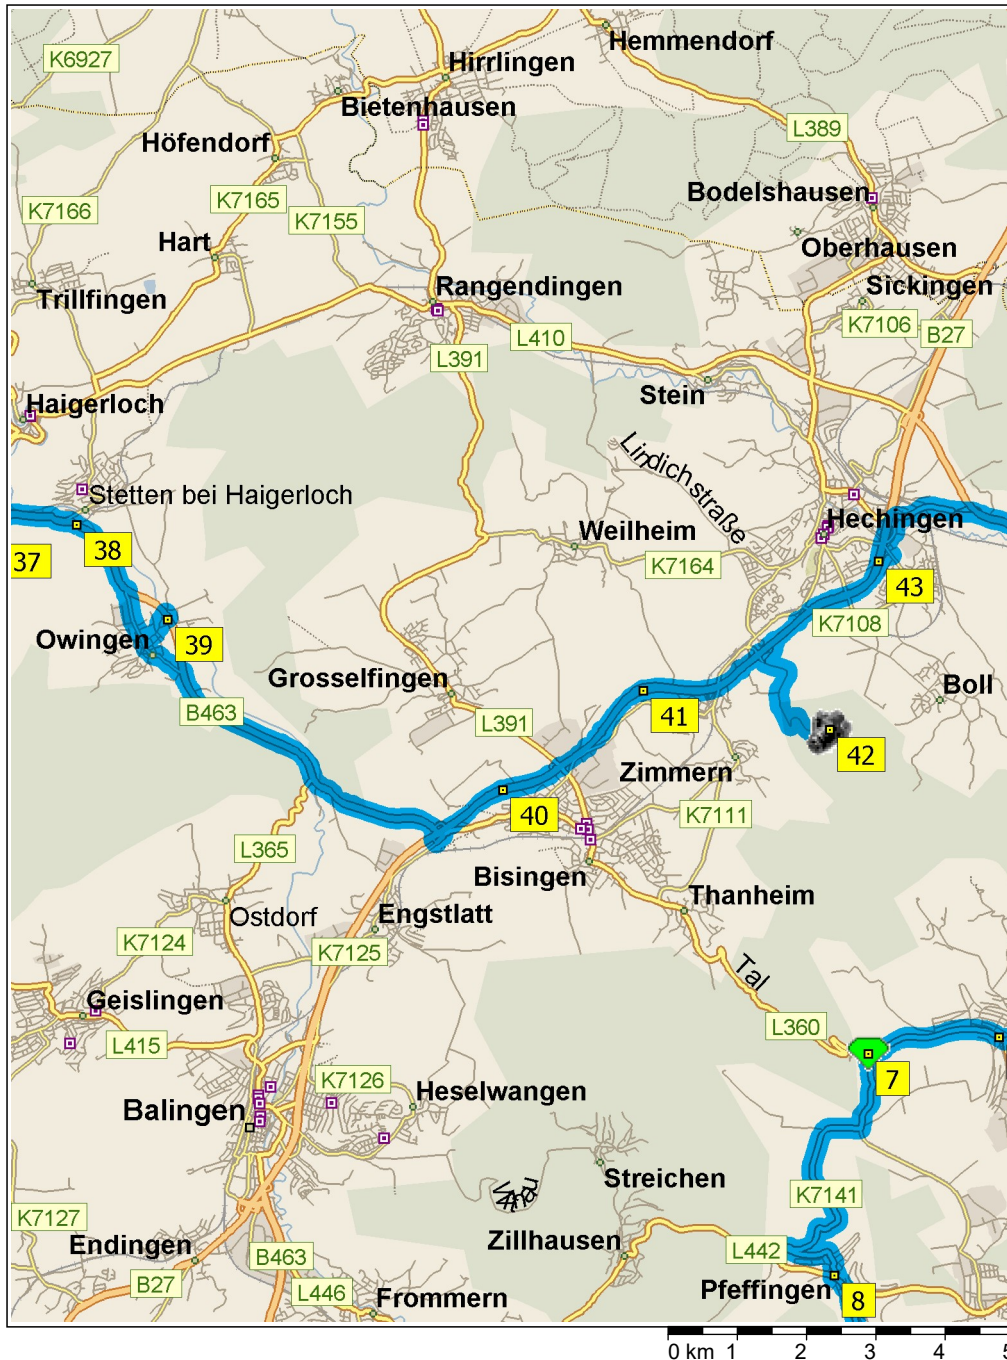 Hemmendorf
K6927
Hirrlingen
Bietenhausen
L389
Höfendorf
Bodelshausen
K7165
K7166
K7155
Hart
Oberhausen
Trillfingen
Rangendingen
Sickingen
K7106
B27
L410
L391
Stein
Haigerloch
Lindichstraße
Stetten bei Haigerloch
Hechingen
Weilheim
38
37
K7164
43
K7108
39
Owingen
Grosselfingen
Boll
B463
41
L391
42
Zimmern
40
K7111
L365
Bisingen
Thanheim
Ostdorf
Engstlatt
K7124
K7125
Tal
Geislingen
L360
L415
7
K7126
Heselwangen
Balingen
Streichen
K7141
K7127
Zillhausen
Endingen
L442
B463
B27
Pfeffingen
L446
8
Frommern
0 km 1 2 3 4 5